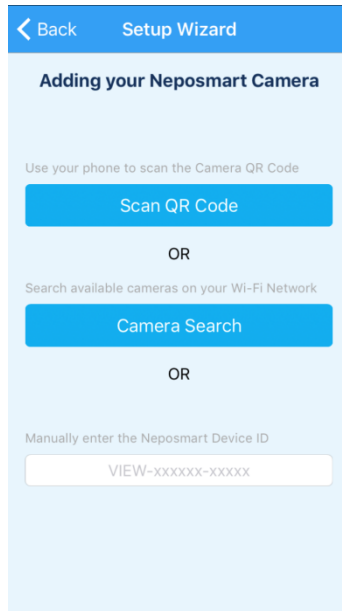 Back Setup Wizard
Adding your Neposmart Camera
Use your phone to scan the Camera QR Code
Scan QR Code
OR
Search available cameras on your Wi-Fi Network
Camera Search
OR
Manually enter the Neposmart Device ID
VIEW-xxxxxx-xxxxx